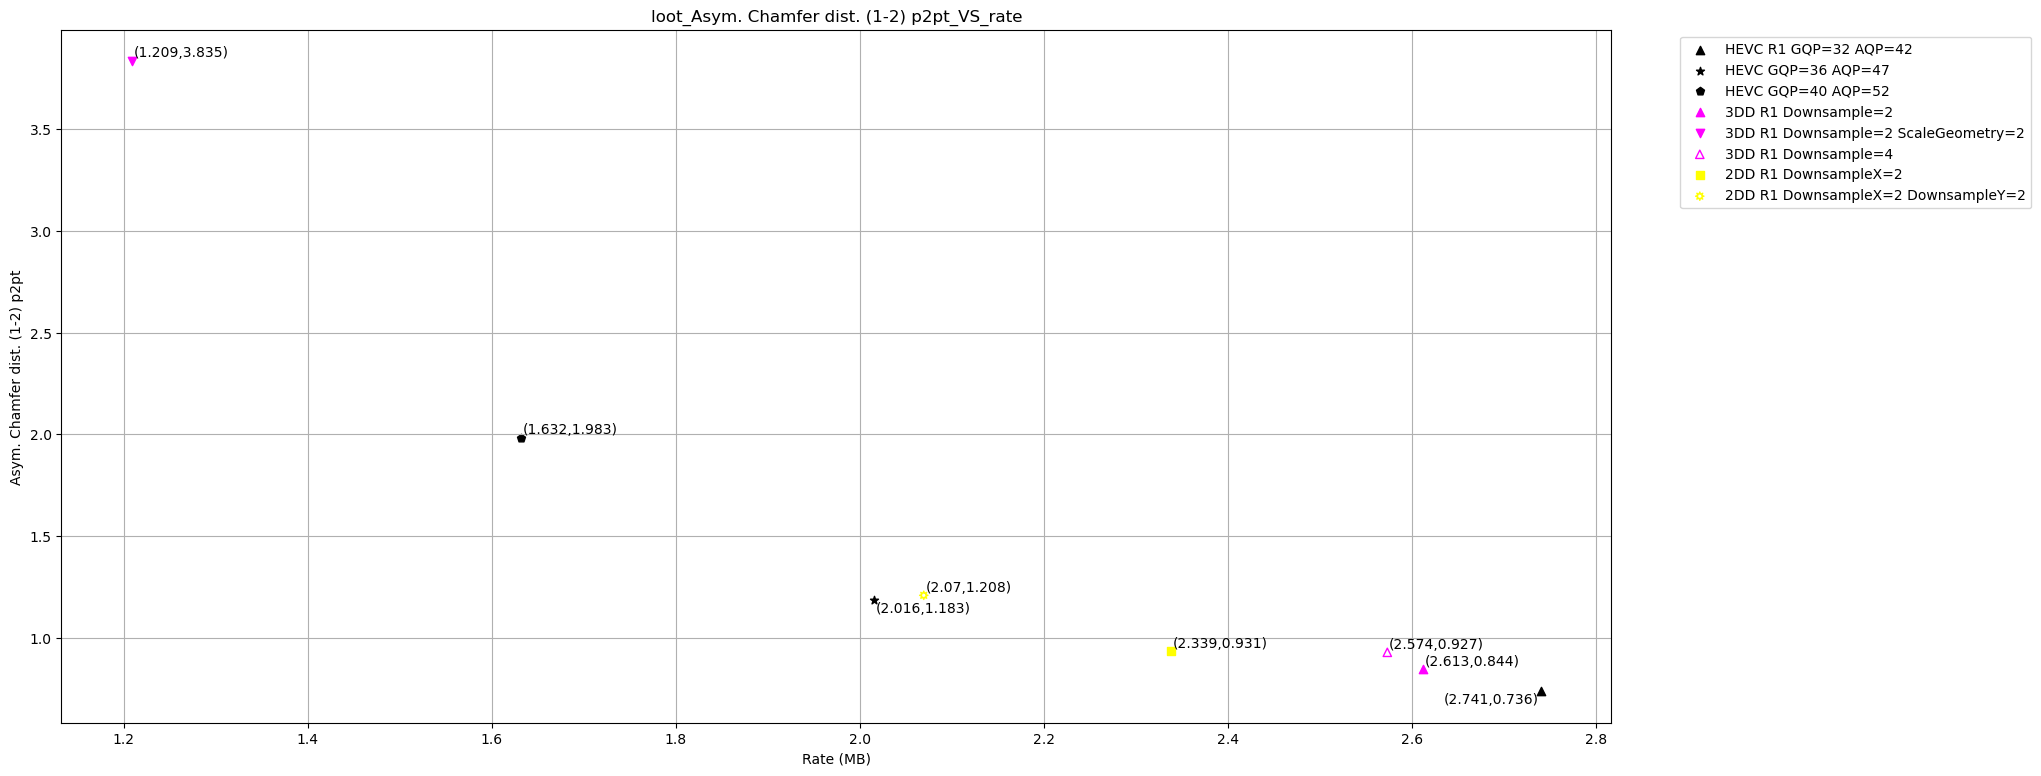 loot_Asym. Chamfer dist. (1-2) p2pt_VS_rate
(1.209,3.835)
(1.632,1.983)
(2.07,1.208)
(2.016,1.183)
(2.339,0.931)
(2.574,0.927)
(2.613,0.844)
(2.741,0.736)
3.5
3.0
2.5
2.0
1.5
1.0
Asym. Chamfer dist. (1-2) p2pt
1.2 1.4 1.6 1.8 2.0 2.2 2.4 2.6 2.8
Rate (MB)
HEVC R1 GQP=32 AQP=42
HEVC GQP=36 AQP=47
HEVC GQP=40 AQP=52
3DD R1 Downsample=2
3DD R1 Downsample=2 ScaleGeometry=2
3DD R1 Downsample=4
2DD R1 DownsampleX=2
2DD R1 DownsampleX=2 DownsampleY=2